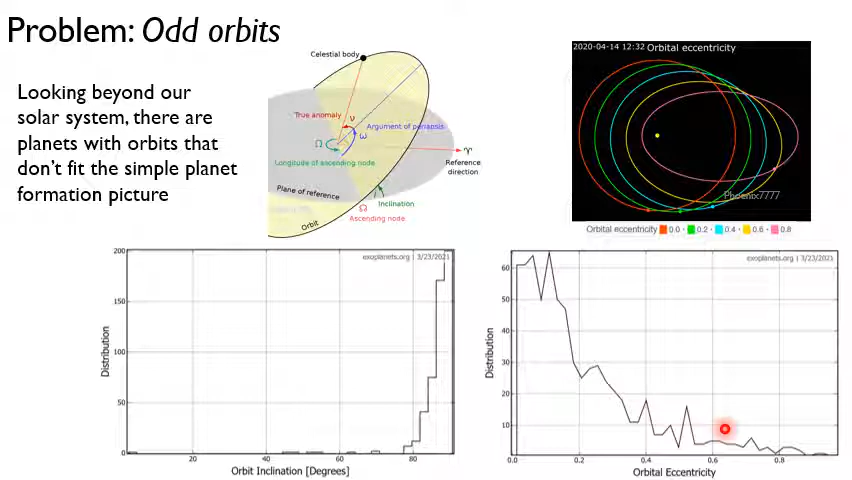 Problem: Odd orbits
Looking beyond our
solar system, there are
planets with orbits that
don't fit the simple planet
formation picture
Celestial body
True anomaly
ν
Argument of periapsis
ω
Ω
Longitude of ascending node
♈
Reference
direction
Plane of reference
Inclination
Ω
Ascending node
Orbit
2020-04-14 12:32 Orbital eccentricity
Phoenix7777
Orbital eccentricity 0.0 · 0.2 · 0.4 · 0.6 · 0.8
exoplanets.org | 3/23/2021
200
150
100
50
0
Distribution
20 40 60 80
Orbit Inclination [Degrees]
exoplanets.org | 3/23/2021
60
50
40
30
20
10
Distribution
0.0 0.2 0.4 0.6 0.8
Orbital Eccentricity